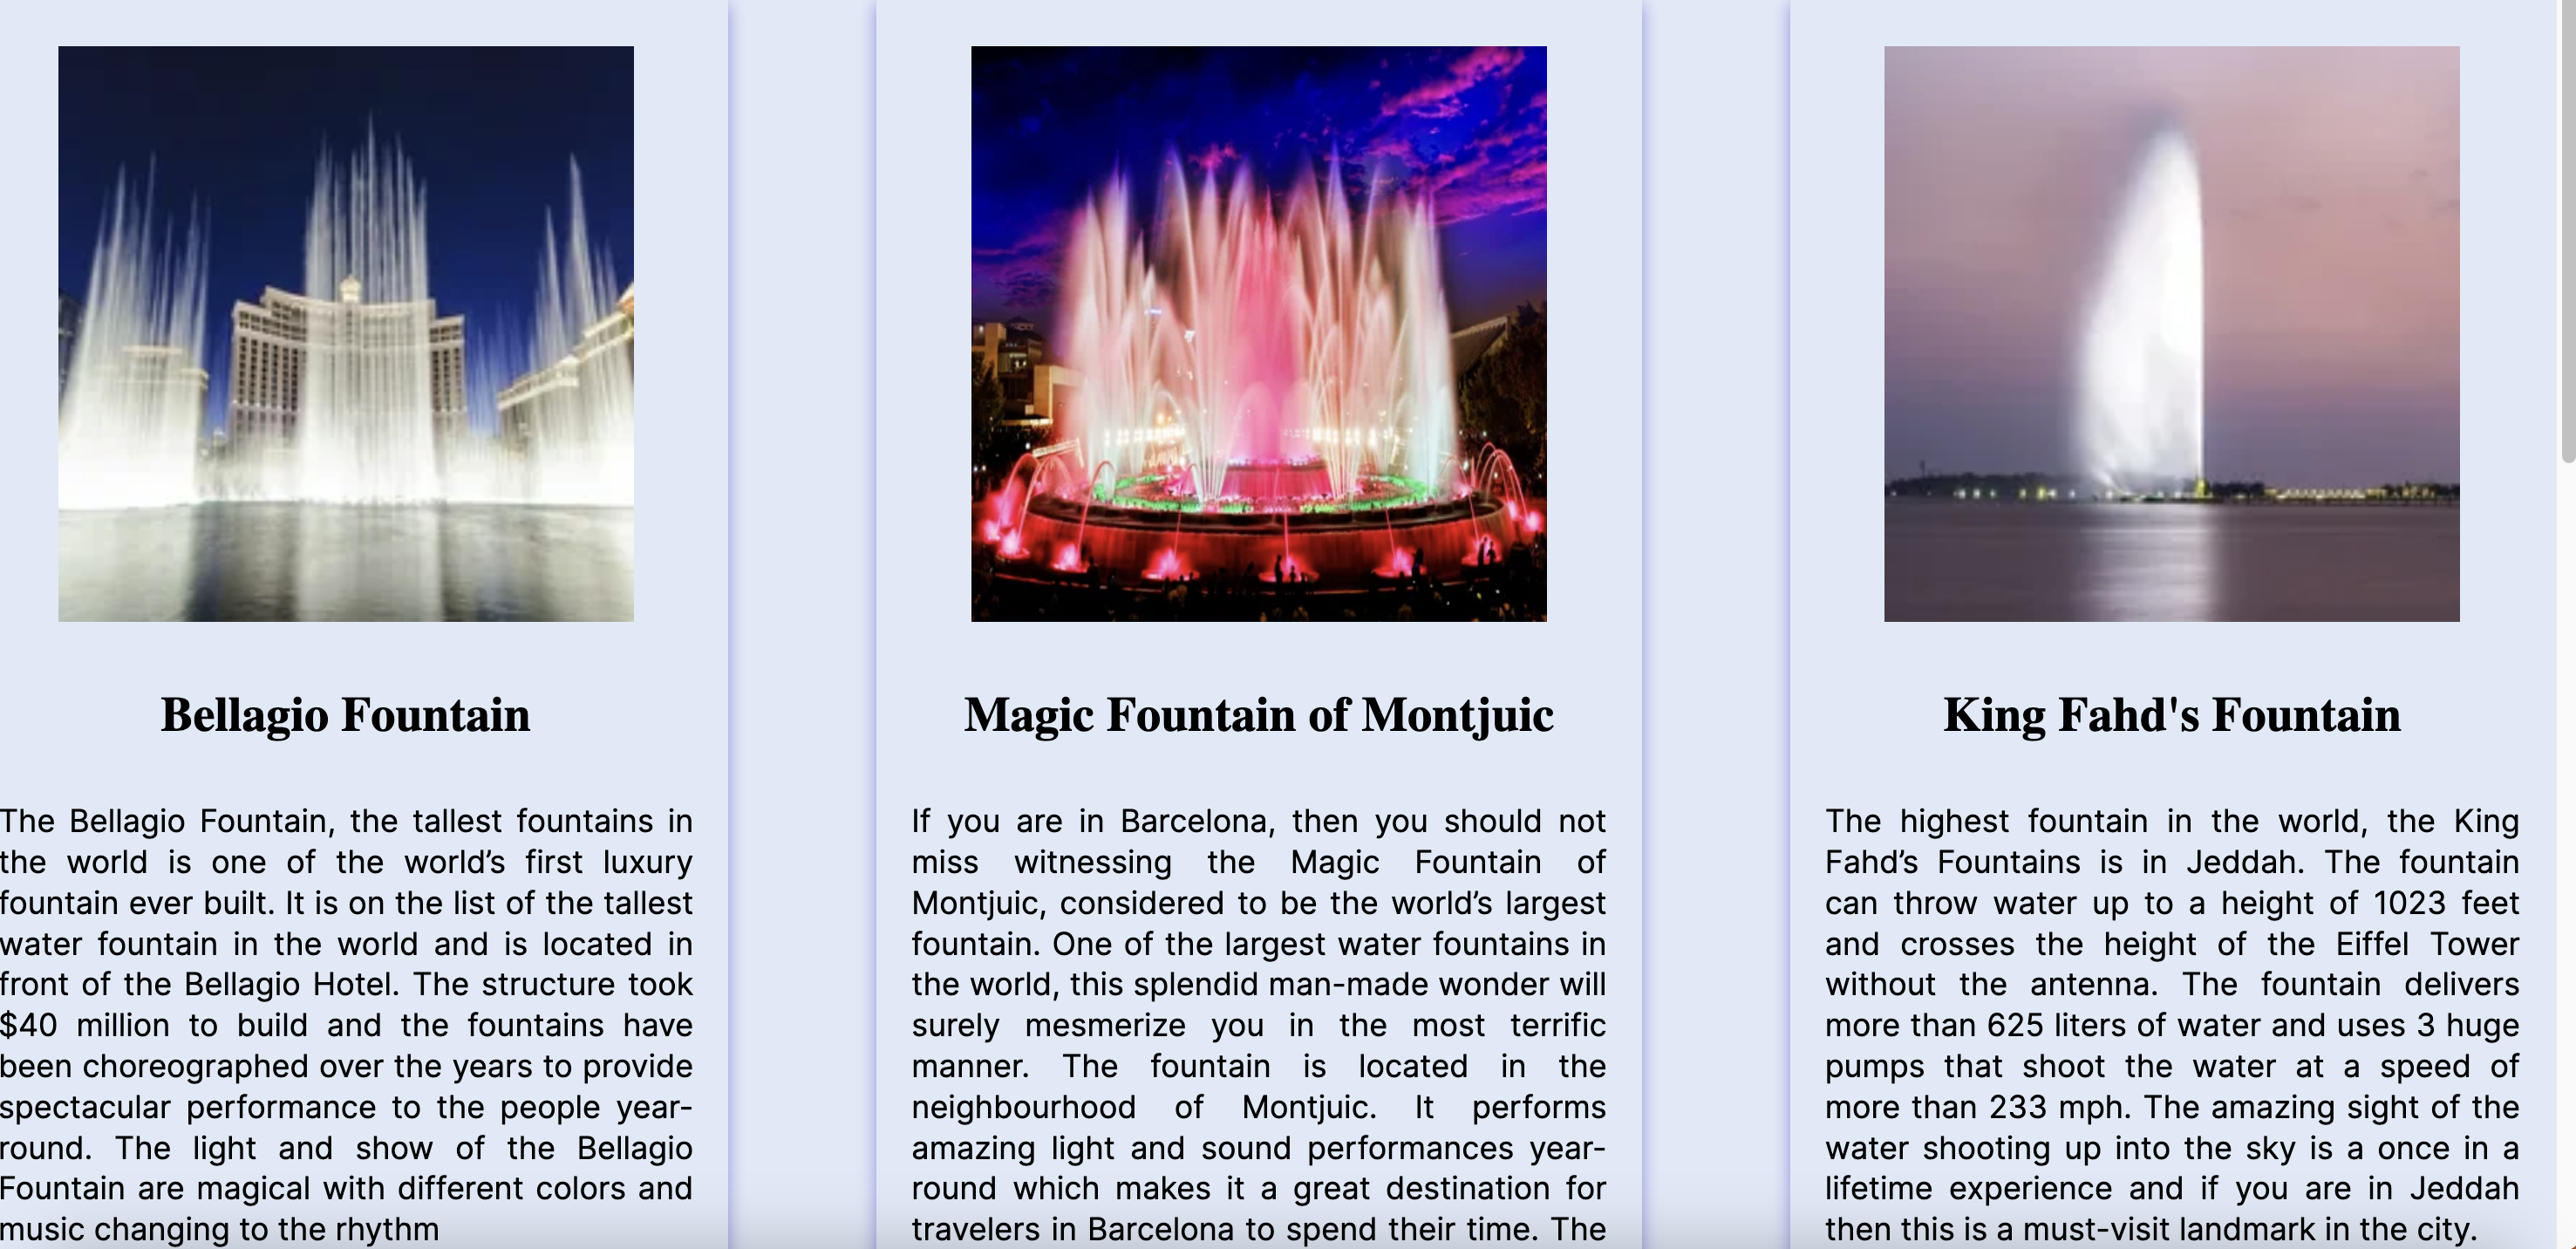 Bellagio Fountain
The Bellagio Fountain, the tallest fountains in
the world is one of the world’s first luxury
fountain ever built. It is on the list of the tallest
water fountain in the world and is located in
front of the Bellagio Hotel. The structure took
$40 million to build and the fountains have
been choreographed over the years to provide
spectacular performance to the people year-
round. The light and show of the Bellagio
Fountain are magical with different colors and
music changing to the rhythm
Magic Fountain of Montjuic
If you are in Barcelona, then you should not
miss witnessing the Magic Fountain of
Montjuic, considered to be the world’s largest
fountain. One of the largest water fountains in
the world, this splendid man-made wonder will
surely mesmerize you in the most terrific
manner. The fountain is located in the
neighbourhood of Montjuic. It performs
amazing light and sound performances year-
round which makes it a great destination for
travelers in Barcelona to spend their time. The
King Fahd's Fountain
The highest fountain in the world, the King
Fahd’s Fountains is in Jeddah. The fountain
can throw water up to a height of 1023 feet
and crosses the height of the Eiffel Tower
without the antenna. The fountain delivers
more than 625 liters of water and uses 3 huge
pumps that shoot the water at a speed of
more than 233 mph. The amazing sight of the
water shooting up into the sky is a once in a
lifetime experience and if you are in Jeddah
then this is a must-visit landmark in the city.